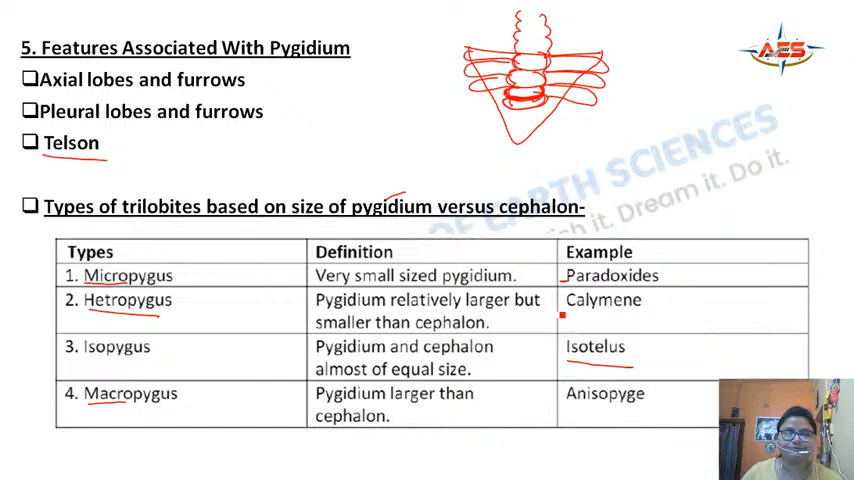 5. Features Associated With Pygidium
AES
Axial lobes and furrows
Pleural lobes and furrows
Telson
OF EARTH SCIENCES
ish it. Dream it. Do it.
Types of trilobites based on size of pygidium versus cephalon-
Types Definition Example
1. Micropygus Very small sized pygidium. Paradoxides
2. Hetropygus Pygidium relatively larger but Calymene
smaller than cephalon.
3. Isopygus Pygidium and cephalon Isotelus
almost of equal size.
4. Macropygus Pygidium larger than Anisopyge
cephalon.